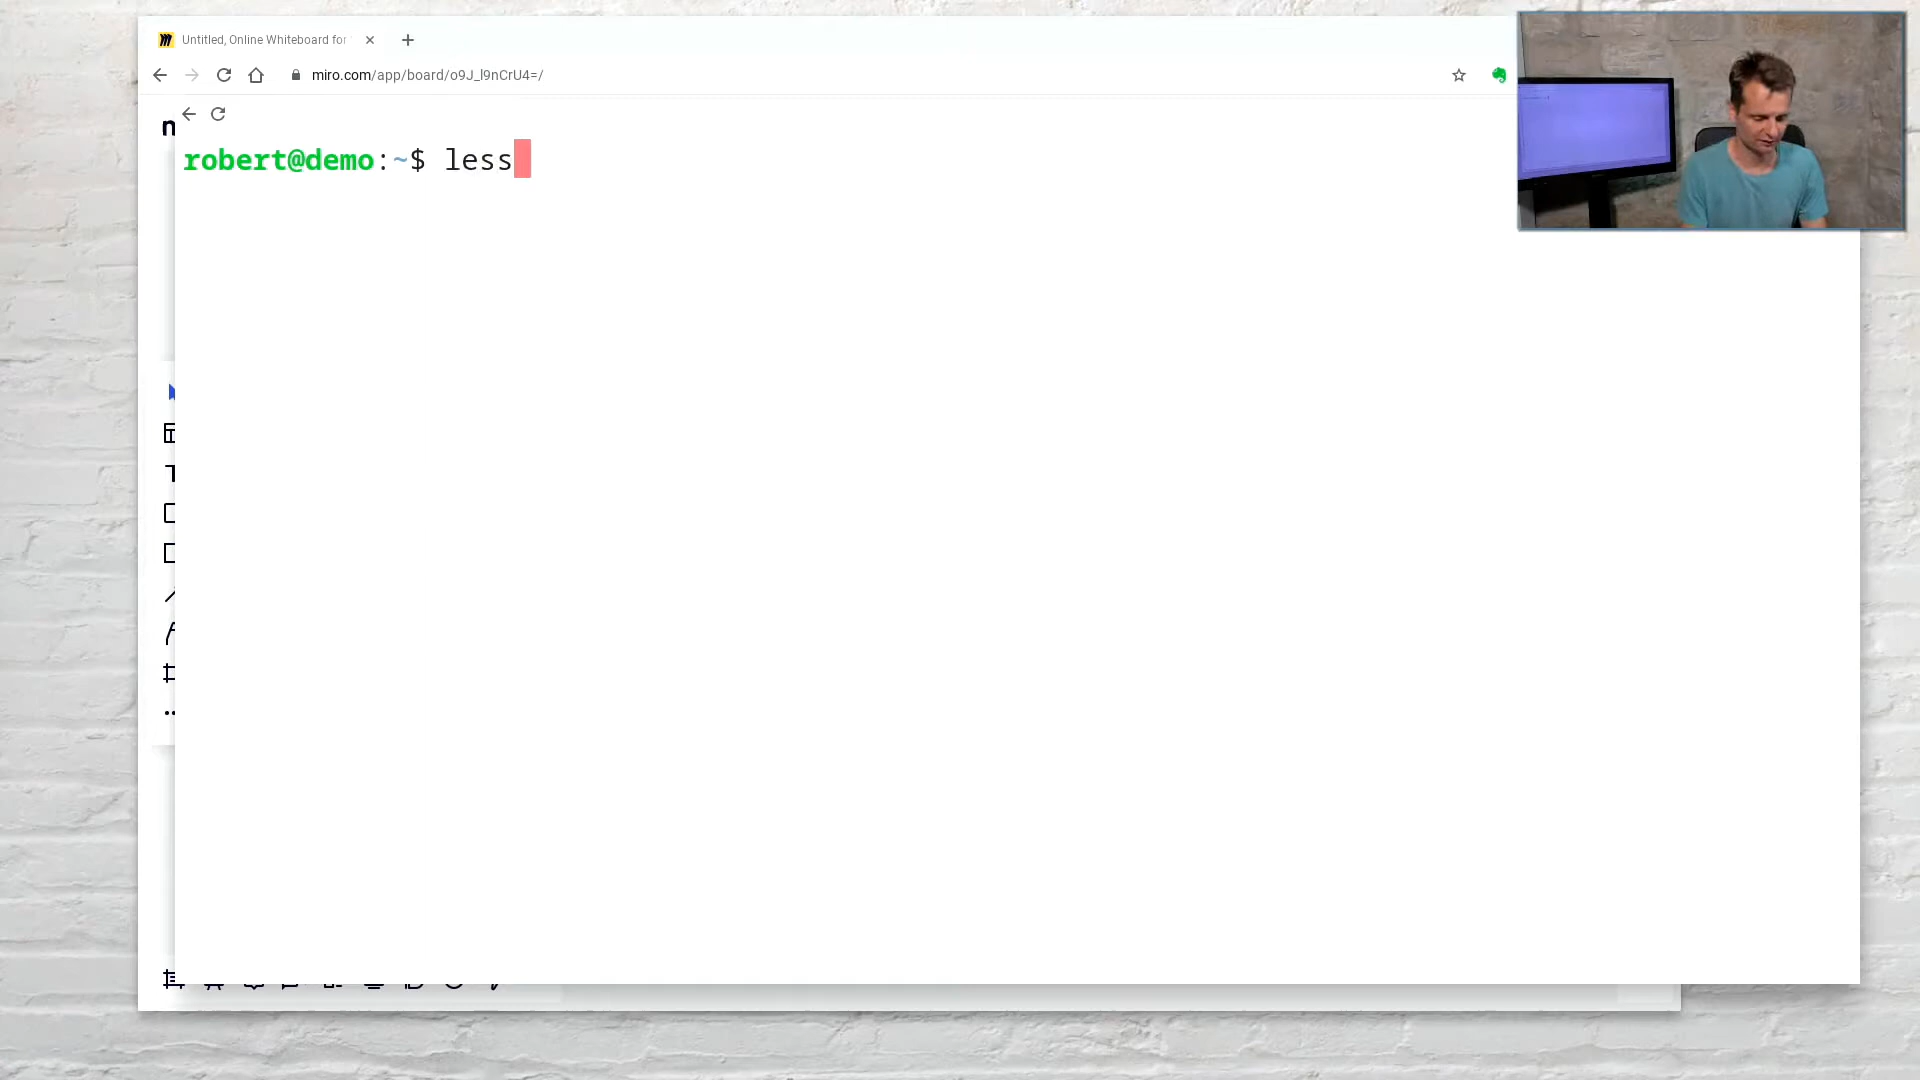 Untitled, Online Whiteboard for
miro.com/app/board/o9J_l9nCrU4=/
robert@demo:~$ less